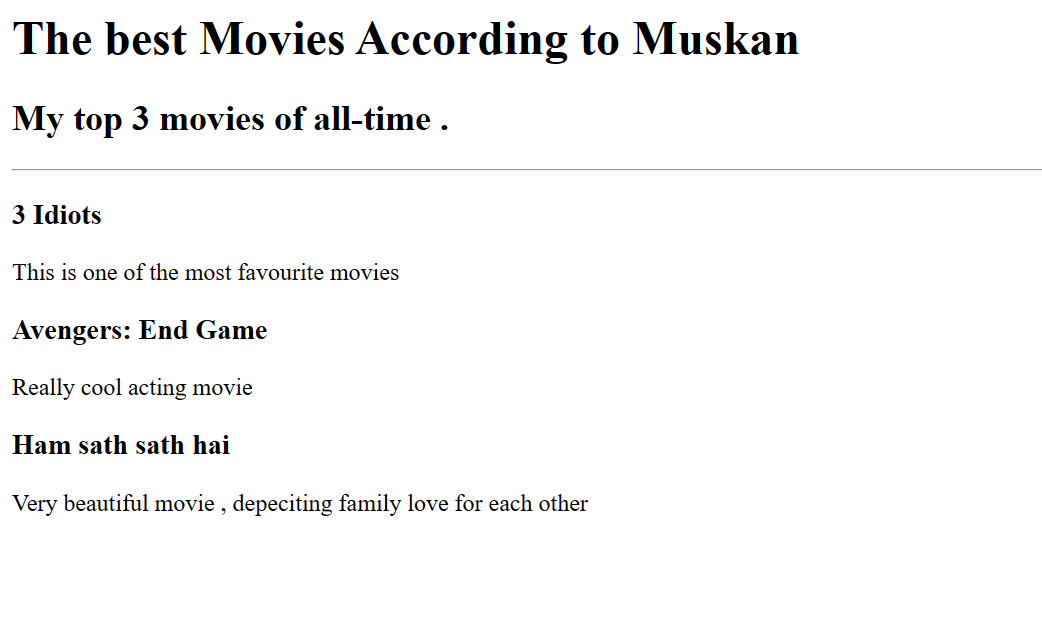 The best Movies According to Muskan
My top 3 movies of all-time .
3 Idiots
This is one of the most favourite movies
Avengers: End Game
Really cool acting movie
Ham sath sath hai
Very beautiful movie , depeciting family love for each other